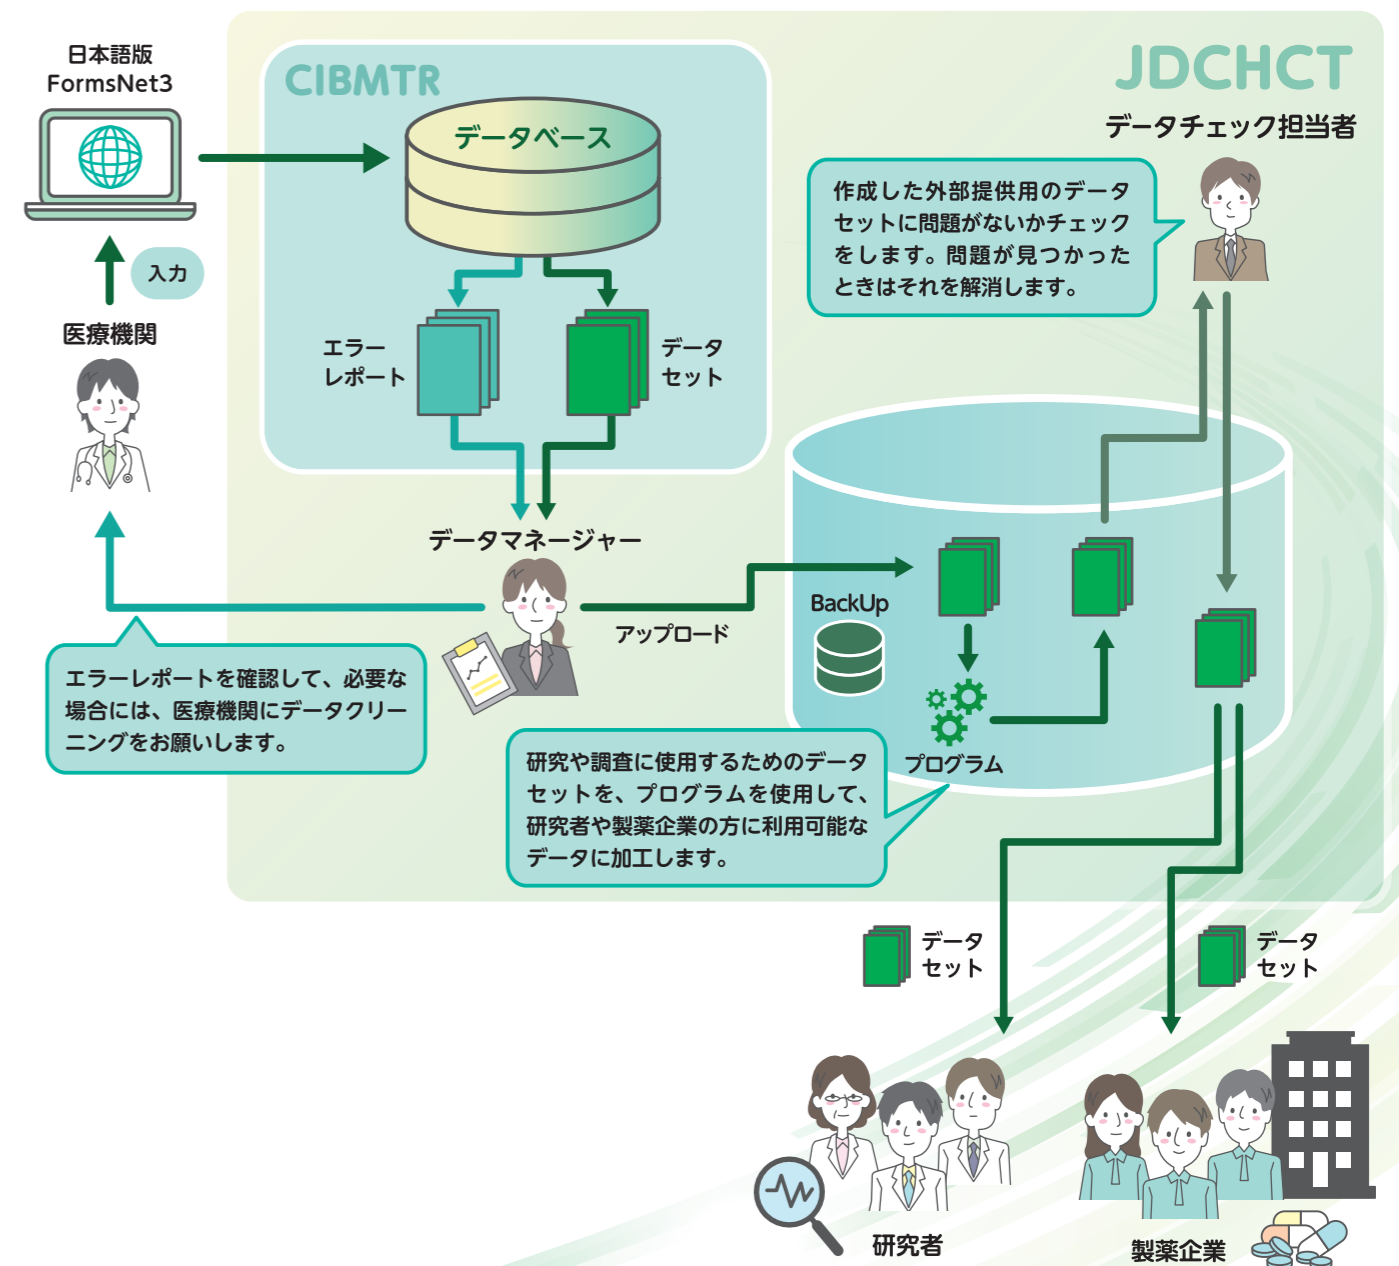 日本語版
FormsNet3
CIBMTR
データベース
JDCHCT
データチェック担当者
作成した外部提供用のデータ
セットに問題がないかチェック
をします。問題が見つかった
ときはそれを解消します。
入力
医療機関
エラー
レポート
データ
セット
データマネージャー
アップロード
BackUp
プログラム
エラーレポートを確認して、必要な
場合には、医療機関にデータクリー
ニングをお願いします。
研究や調査に使用するためのデータ
セットを、プログラムを使用して、
研究者や製薬企業の方に利用可能な
データに加工します。
データ
セット
データ
セット
研究者
製薬企業